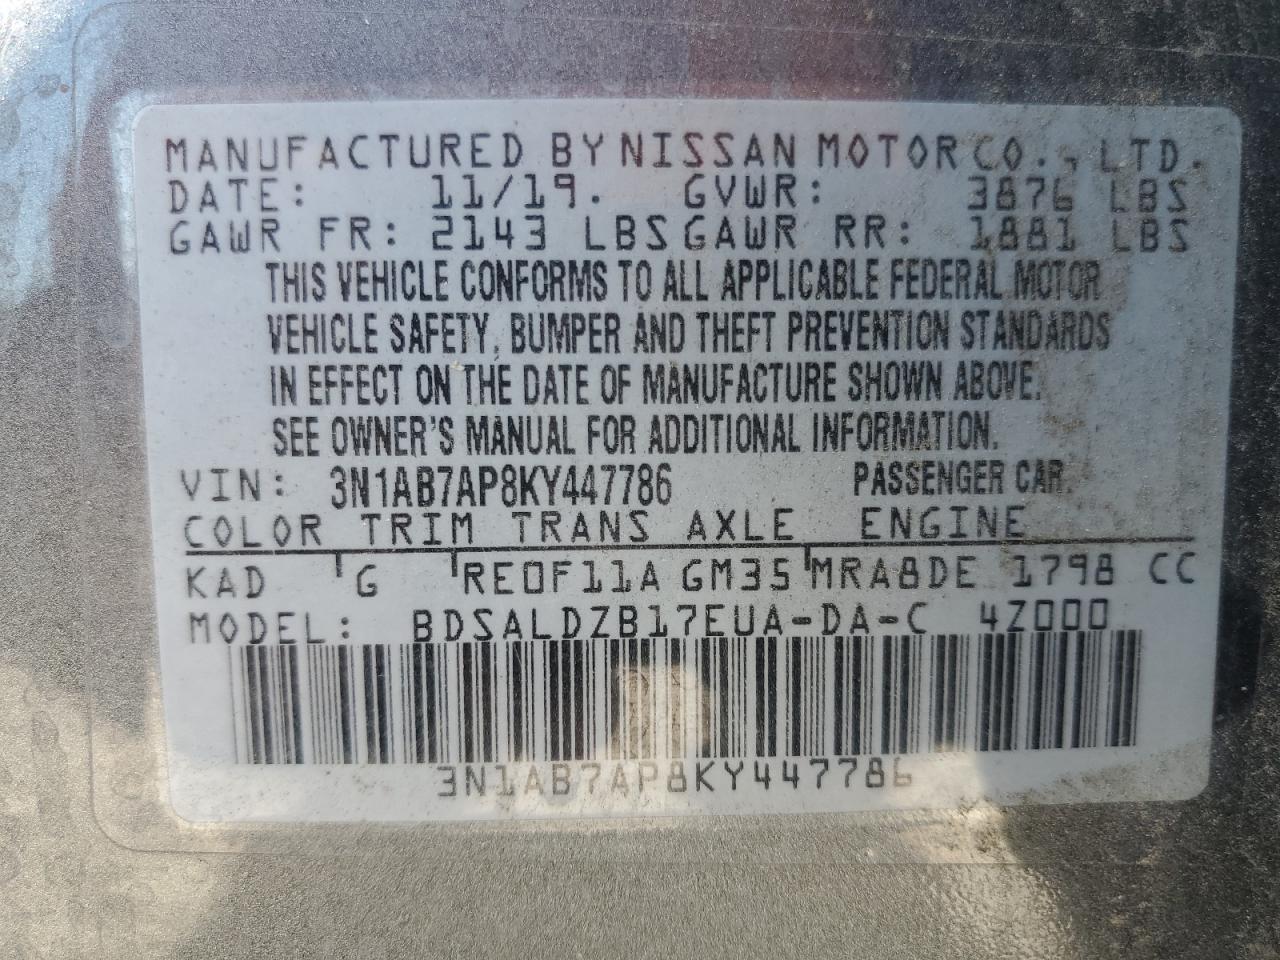 MANUFACTURED BY NISSAN MOTOR CO., LTD.
DATE: 11/19. GVWR: 3876 LBS
GAWR FR: 2143 LBS GAWR RR: 1881 LBS
THIS VEHICLE CONFORMS TO ALL APPLICABLE FEDERAL MOTOR
VEHICLE SAFETY, BUMPER AND THEFT PREVENTION STANDARDS
IN EFFECT ON THE DATE OF MANUFACTURE SHOWN ABOVE.
SEE OWNER'S MANUAL FOR ADDITIONAL INFORMATION.
VIN: 3N1AB7AP8KY447786 PASSENGER CAR
COLOR TRIM TRANS AXLE ENGINE
KAD G RE0F11A GM35 MRA8DE 1798 CC
MODEL: BDSALDZB17EUA-DA-C 4Z000
3N1AB7AP8KY447786